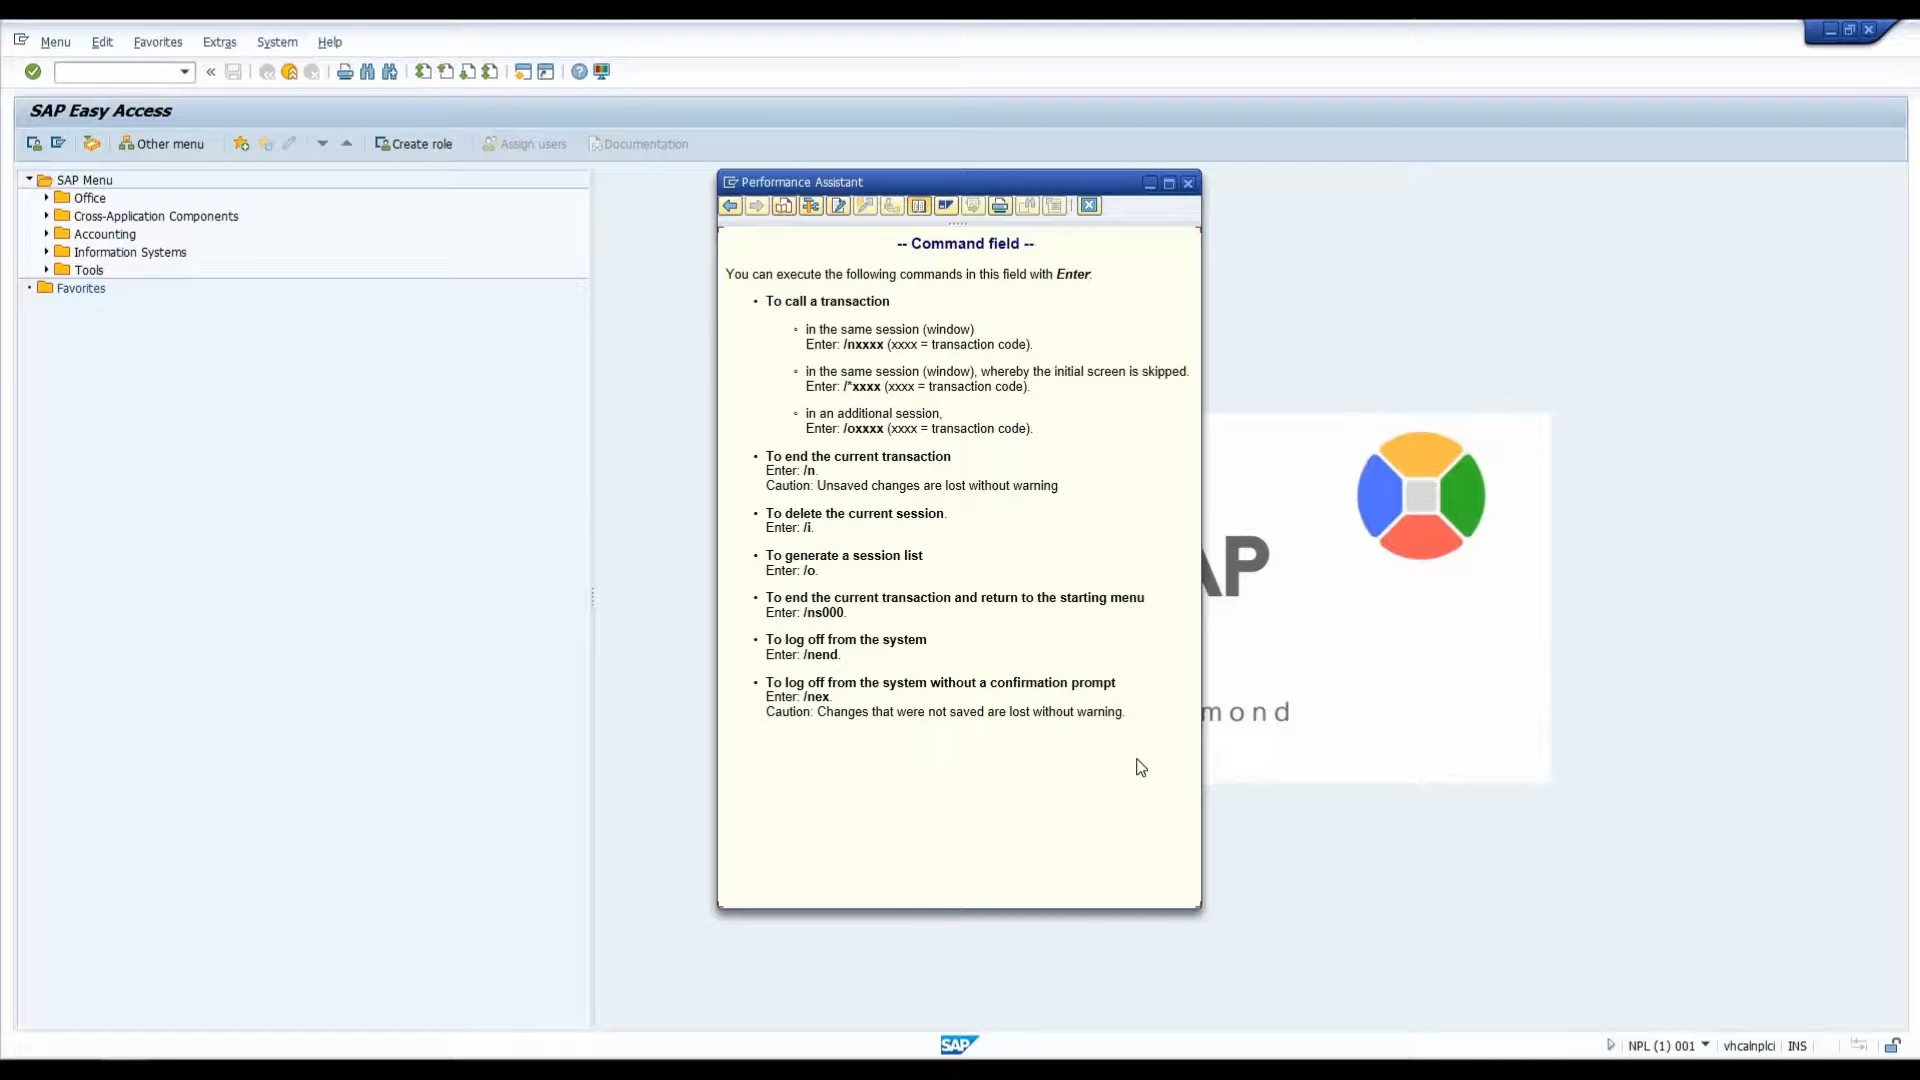 Menu Edit Favorites Extras System Help
SAP Easy Access
Other menu Create role Assign users Documentation
SAP Menu
Office
Cross-Application Components
Accounting
Information Systems
Tools
Favorites
Performance Assistant
-- Command field --
You can execute the following commands in this field with Enter.
• To call a transaction
in the same session (window)
Enter: /nxxxx (xxxx = transaction code).
in the same session (window), whereby the initial screen is skipped.
Enter: /*xxxx (xxxx = transaction code).
in an additional session,
Enter: /oxxxx (xxxx = transaction code).
• To end the current transaction
Enter: /n.
Caution: Unsaved changes are lost without warning
• To delete the current session.
Enter: /i.
• To generate a session list
Enter: /o.
• To end the current transaction and return to the starting menu
Enter: /ns000.
• To log off from the system
Enter: /nend.
• To log off from the system without a confirmation prompt
Enter: /nex.
Caution: Changes that were not saved are lost without warning.
AP
mond
SAP
NPL (1) 001 vhcalnplci INS